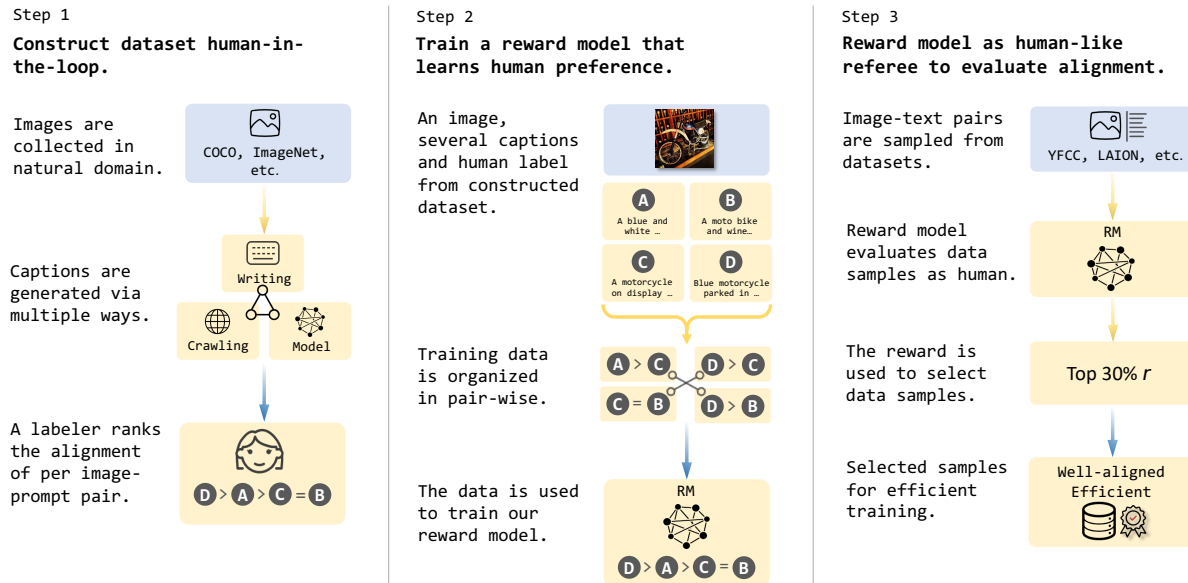 Step 1
Construct dataset human-in-
the-loop.
Images are
collected in
natural domain.
COCO, ImageNet,
etc.
Captions are
generated via
multiple ways.
Writing
Crawling
Model
A labeler ranks
the alignment
of per image-
prompt pair.
D > A > C = B
Step 2
Train a reward model that
learns human preference.
An image,
several captions
and human label
from constructed
dataset.
A
A blue and
white …
B
A moto bike
and wine…
C
A motorcycle
on display …
D
Blue motorcycle
parked in …
Training data
is organized
in pair-wise.
A > C
D > C
C = B
D > B
The data is used
to train our
reward model.
RM
D > A > C = B
Step 3
Reward model as human-like
referee to evaluate alignment.
Image-text pairs
are sampled from
datasets.
YFCC, LAION, etc.
Reward model
evaluates data
samples as human.
RM
The reward is
used to select
data samples.
Top 30% r
Selected samples
for efficient
training.
Well-aligned
Efficient